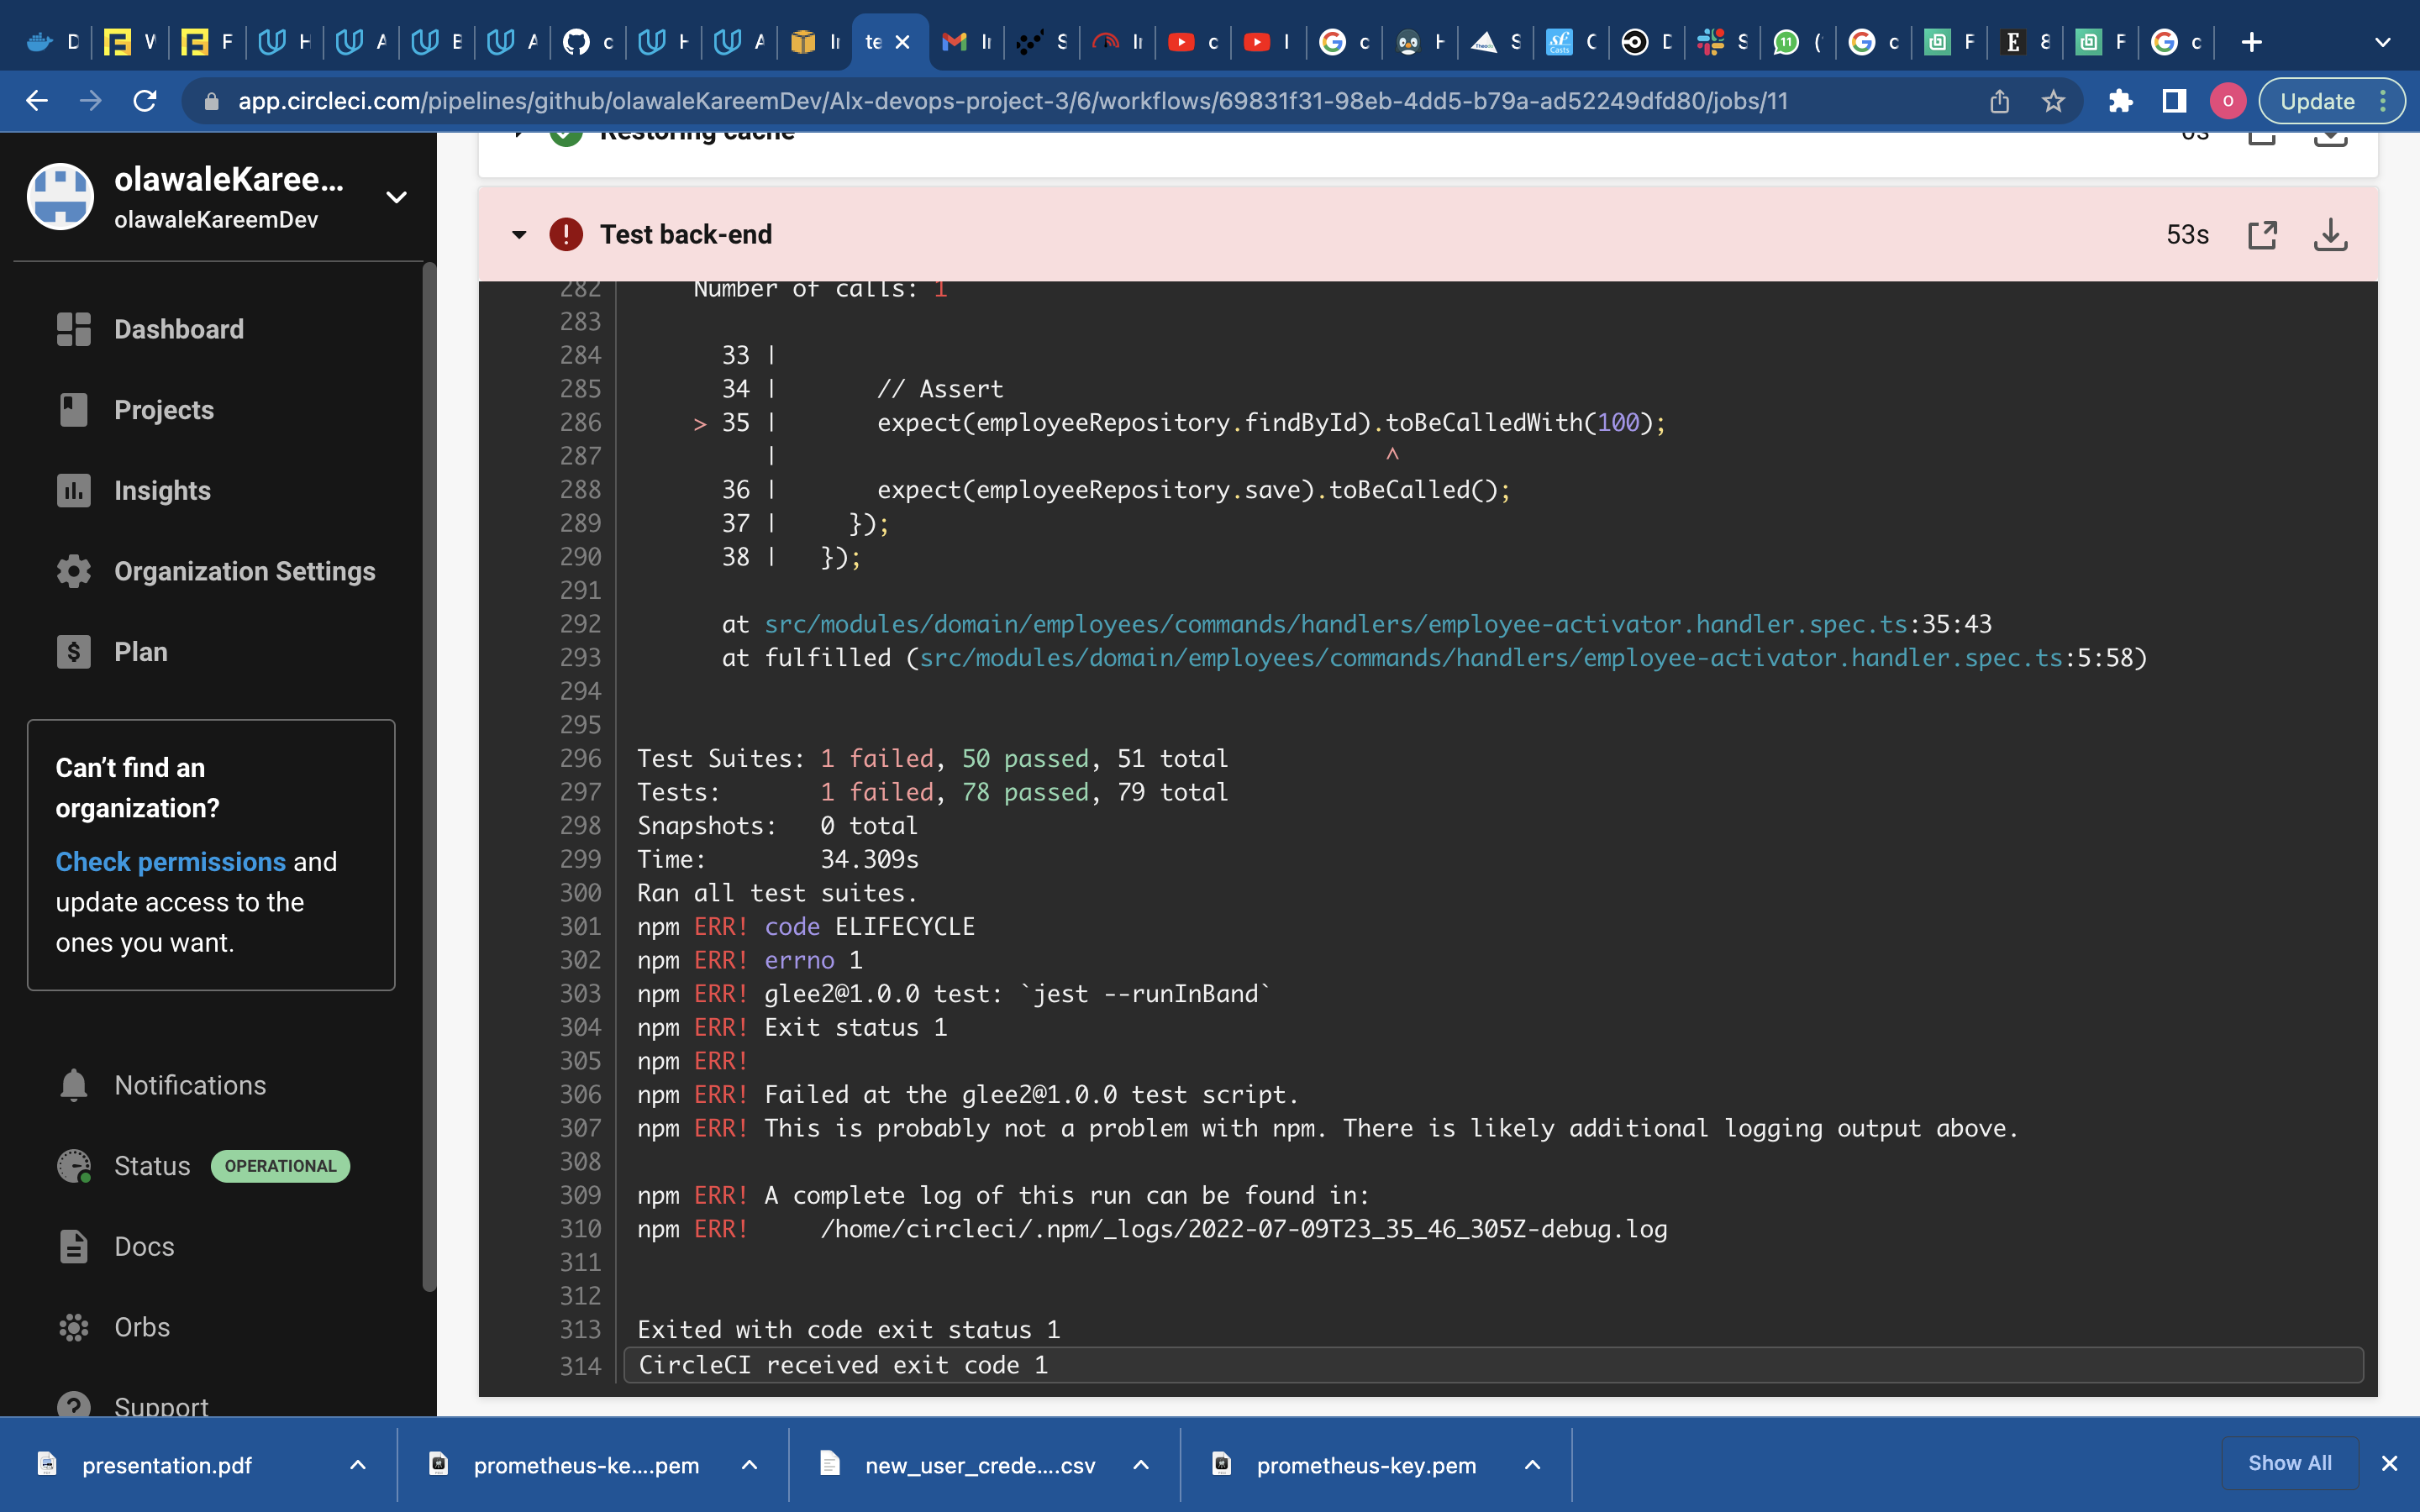 D
V
F
H
A
E
A
c
H
A
Ir
te
Ir
S
Ir
c
I
c
H
S
C
D
S
(
c
F
8
F
c
app.circleci.com/pipelines/github/olawaleKareemDev/Alx-devops-project-3/6/workflows/69831f31-98eb-4dd5-b79a-ad52249dfd80/jobs/11
o
Update
olawaleKaree...
olawaleKareemDev
Dashboard
Projects
Insights
Organization Settings
Plan
Can't find an
organization?
Check permissions and
update access to the
ones you want.
Notifications
Status OPERATIONAL
Docs
Orbs
Support
Restoring cache 0s
Test back-end 53s
282 Number of calls: 1
283
284 33 |
285 34 | // Assert
286 > 35 | expect(employeeRepository.findById).toBeCalledWith(100);
287 | ^
288 36 | expect(employeeRepository.save).toBeCalled();
289 37 | });
290 38 | });
291
292 at src/modules/domain/employees/commands/handlers/employee-activator.handler.spec.ts:35:43
293 at fulfilled (src/modules/domain/employees/commands/handlers/employee-activator.handler.spec.ts:5:58)
294
295
296 Test Suites: 1 failed, 50 passed, 51 total
297 Tests: 1 failed, 78 passed, 79 total
298 Snapshots: 0 total
299 Time: 34.309s
300 Ran all test suites.
301 npm ERR! code ELIFECYCLE
302 npm ERR! errno 1
303 npm ERR! glee2@1.0.0 test: `jest --runInBand`
304 npm ERR! Exit status 1
305 npm ERR!
306 npm ERR! Failed at the glee2@1.0.0 test script.
307 npm ERR! This is probably not a problem with npm. There is likely additional logging output above.
308
309 npm ERR! A complete log of this run can be found in:
310 npm ERR! /home/circleci/.npm/_logs/2022-07-09T23_35_46_305Z-debug.log
311
312
313 Exited with code exit status 1
314 CircleCI received exit code 1
presentation.pdf
prometheus-ke....pem
new_user_crede....csv
prometheus-key.pem
Show All